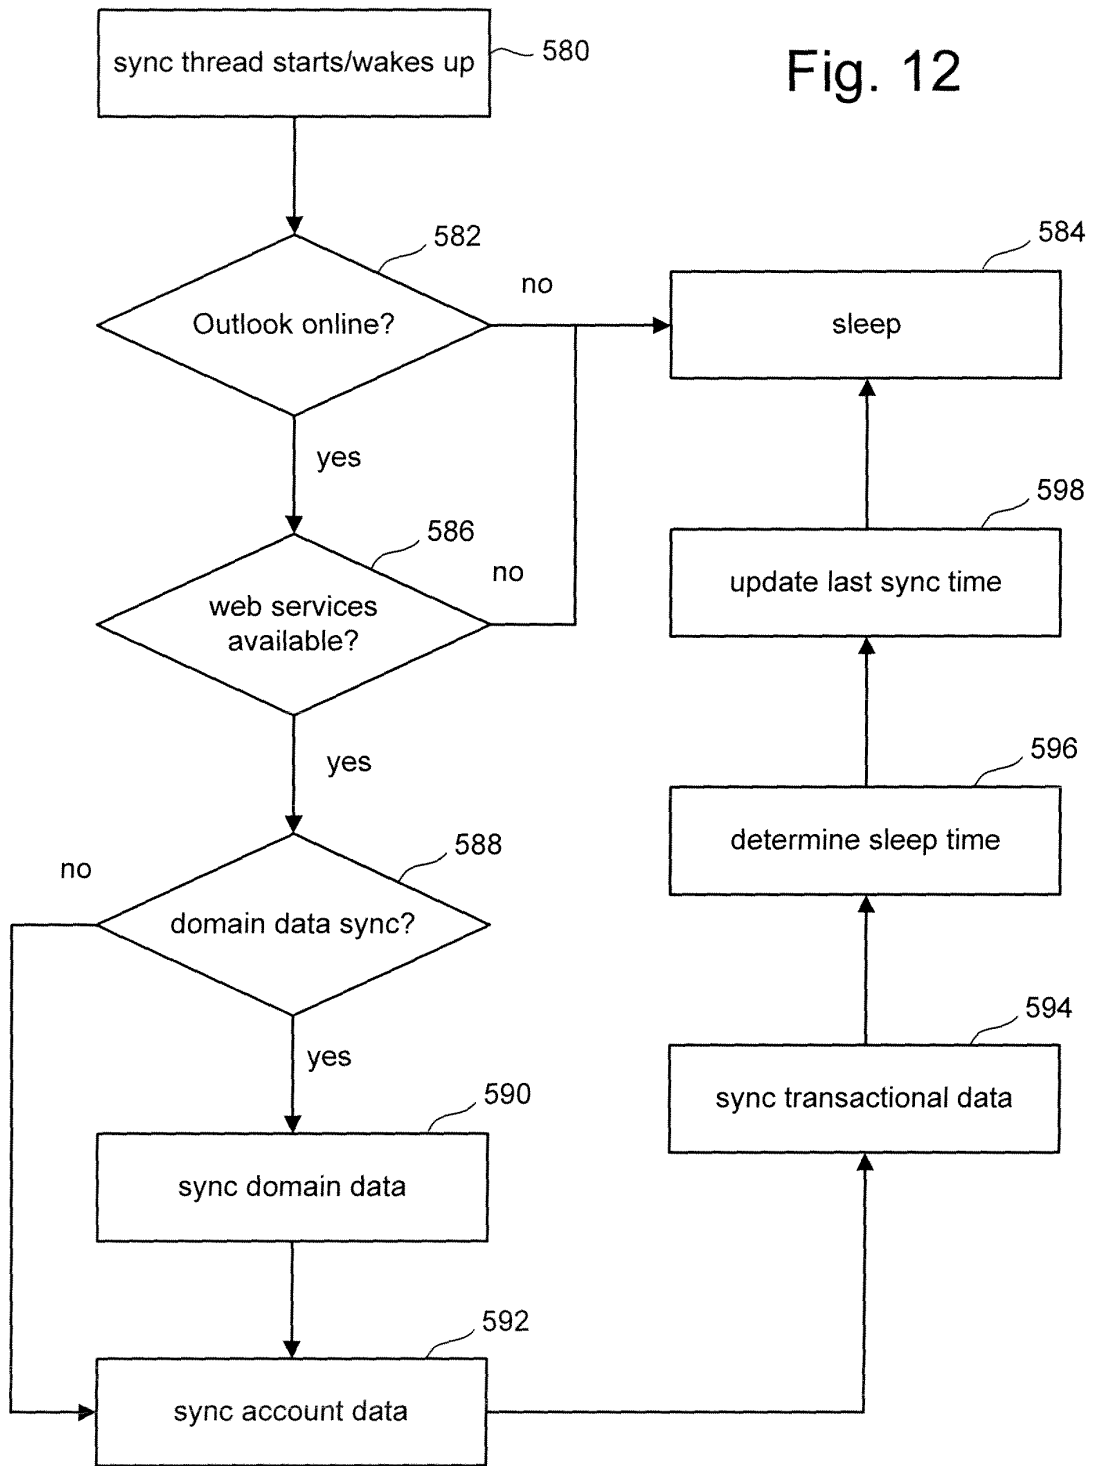 sync thread starts/wakes up
580
Fig. 12
582
Outlook online?
no
584
sleep
yes
586
web services
available?
no
598
update last sync time
yes
588
no
domain data sync?
596
determine sleep time
yes
594
sync transactional data
590
sync domain data
592
sync account data